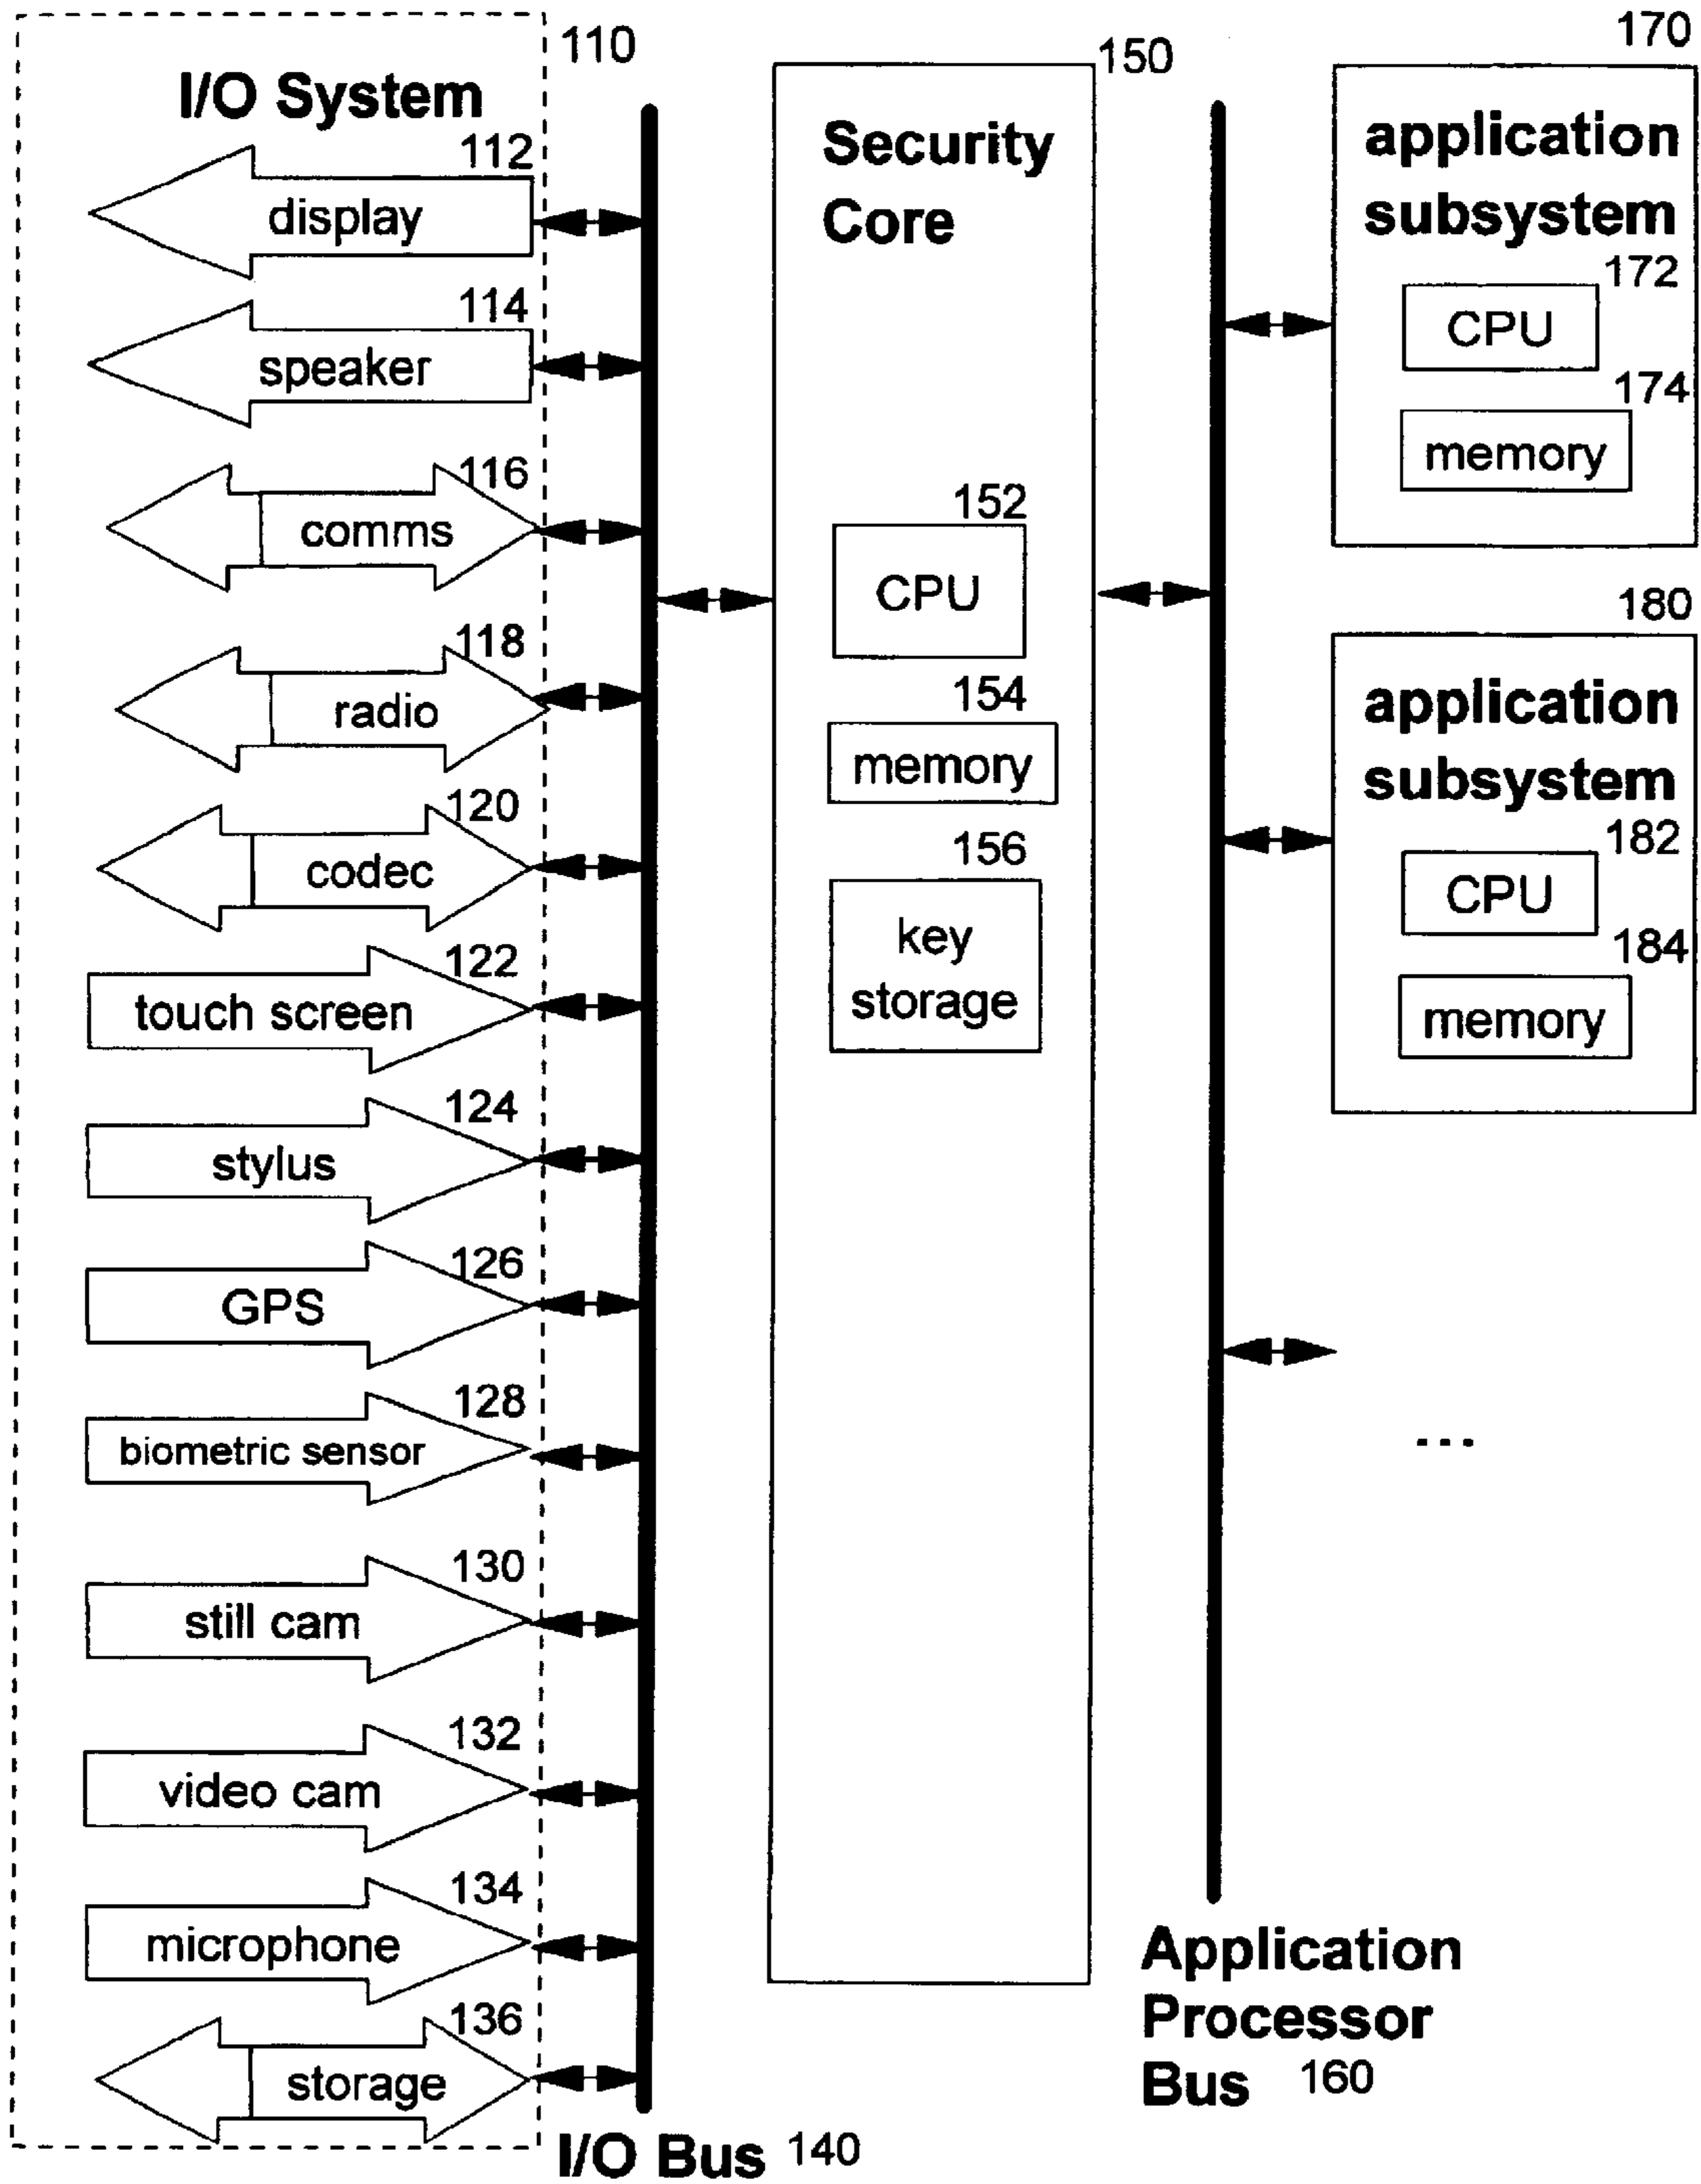 110
I/O System
112
display
114
speaker
116
comms
118
radio
120
codec
122
touch screen
124
stylus
126
GPS
128
biometric sensor
130
still cam
132
video cam
134
microphone
136
storage
I/O Bus 140
150
Security
Core
152
CPU
154
memory
156
key
storage
Application
Processor
Bus 160
170
application
subsystem
172
CPU
174
memory
180
application
subsystem
182
CPU
184
memory
...